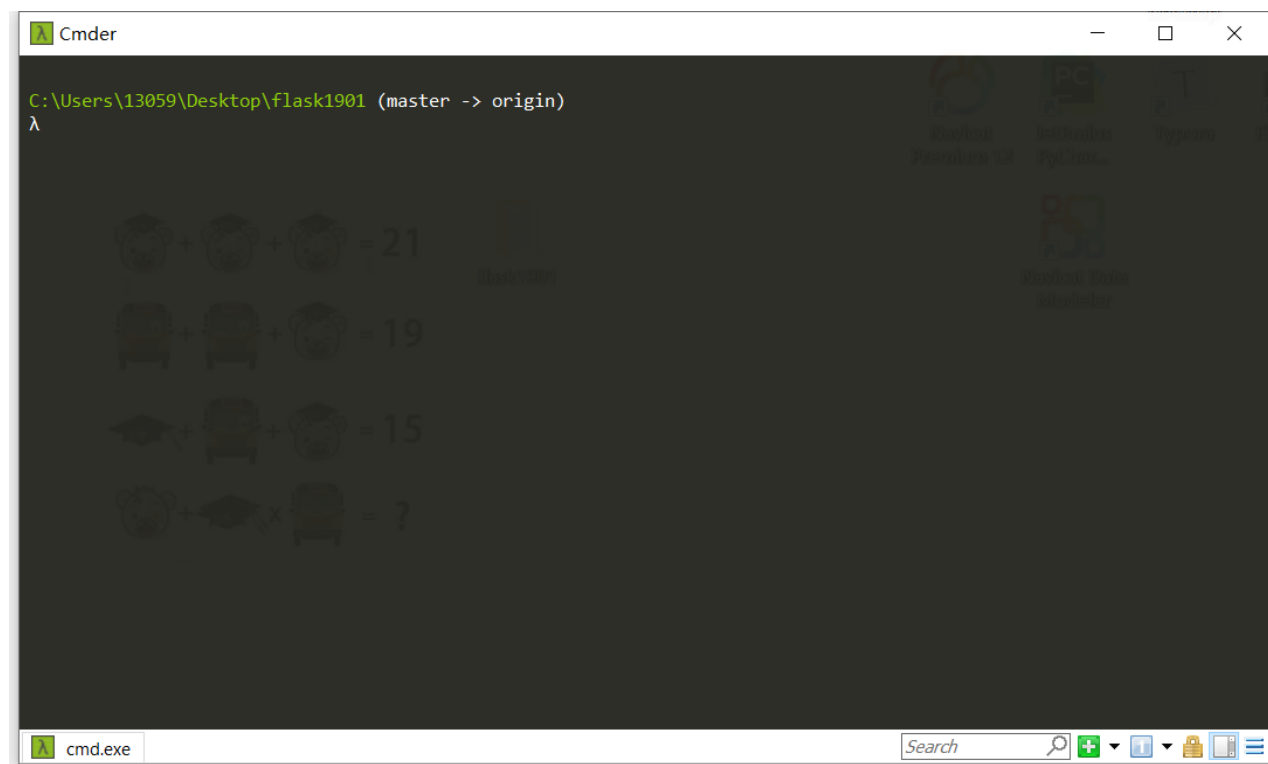 Cmder
C:\Users\13059\Desktop\flask1901 (master -> origin)
λ
+ + = 21
+ + = 19
+ + = 15
+ × = ?
cmd.exe
Search